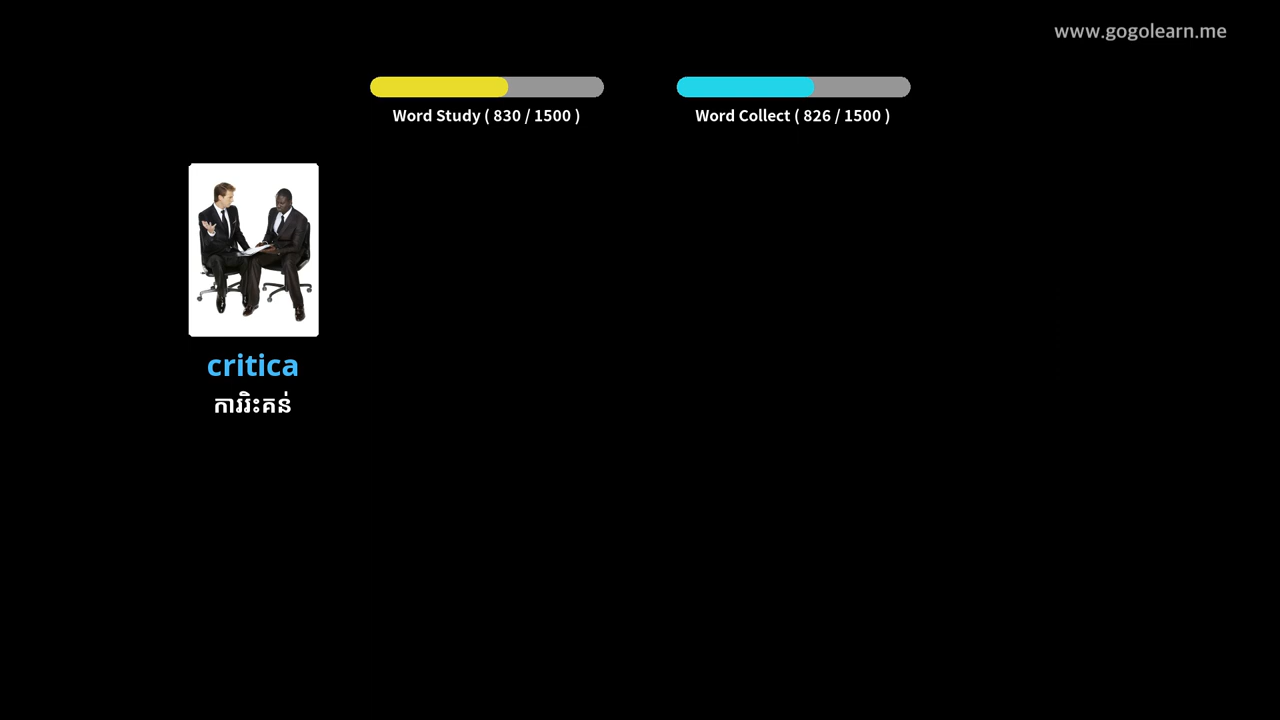 www.gogolearn.me
Word Study ( 830 / 1500 )
Word Collect ( 826 / 1500 )
critica
ការរិះគន់